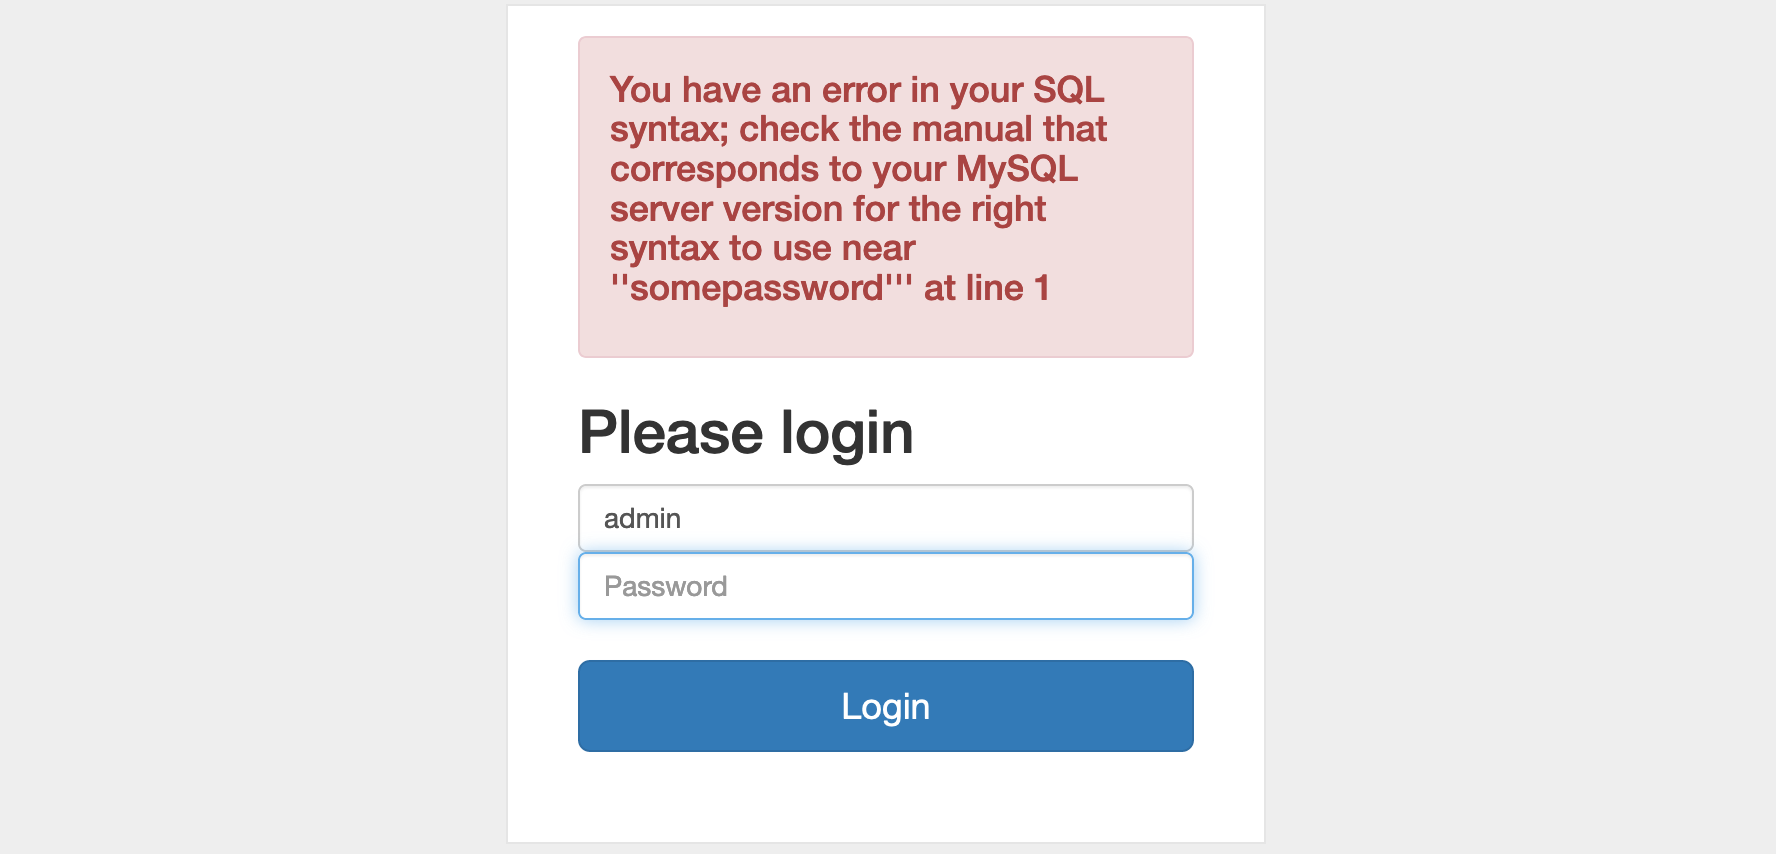 You have an error in your SQL
syntax; check the manual that
corresponds to your MySQL
server version for the right
syntax to use near
''somepassword''' at line 1
Please login
admin
Password
Login